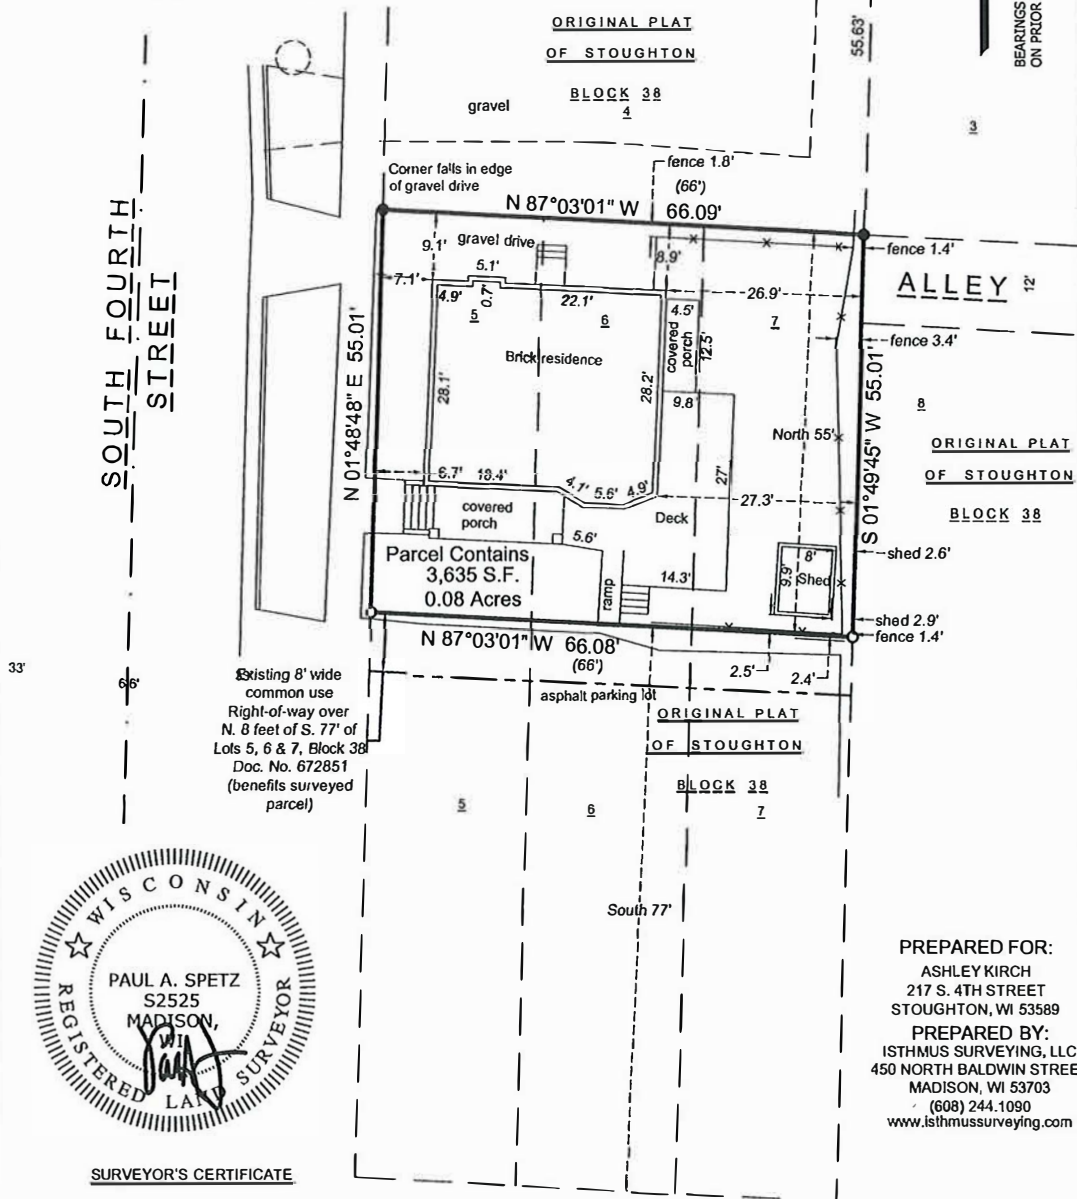 ORIGINAL PLAT
OF STOUGHTON
BLOCK 38
4
gravel
55.63'
BEARINGS
ON PRIOR
3
Corner falls in edge
of gravel drive
fence 1.8'
(66')
N 87°03'01" W 66.09'
SOUTH FOURTH
STREET
9.1'
gravel drive
8.9'
fence 1.4'
ALLEY
12'
7.1'
5.1'
4.9'
0.7'
22.1'
26.9'
5
6
7
4.5'
covered
porch
12.5'
fence 3.4'
Brick residence
N 01°48'48" E 55.01'
28.1'
28.2'
9.8'
S 01°49'45" W 55.01'
8
North 55'
ORIGINAL PLAT
OF STOUGHTON
BLOCK 38
6.7'
18.4'
4.1'
5.6'
4.9'
27'
27.3'
covered
porch
Deck
5.6'
Parcel Contains
3,635 S.F.
0.08 Acres
ramp
14.3'
8'
9.9'
Shed
shed 2.6'
shed 2.9'
fence 1.4'
N 87°03'01" W 66.08'
(66')
2.5'
2.4'
33'
66'
asphalt parking lot
Existing 8' wide
common use
Right-of-way over
N. 8 feet of S. 77' of
Lots 5, 6 & 7, Block 38
Doc. No. 672851
(benefits surveyed
parcel)
ORIGINAL PLAT
OF STOUGHTON
BLOCK 38
5
6
7
South 77'
WISCONSIN
PAUL A. SPETZ
S2525
MADISON,
WI
REGISTERED LAND SURVEYOR
SURVEYOR'S CERTIFICATE
PREPARED FOR:
ASHLEY KIRCH
217 S. 4TH STREET
STOUGHTON, WI 53589
PREPARED BY:
ISTHMUS SURVEYING, LLC
450 NORTH BALDWIN STREE
MADISON, WI 53703
(608) 244.1090
www.isthmussurveying.com